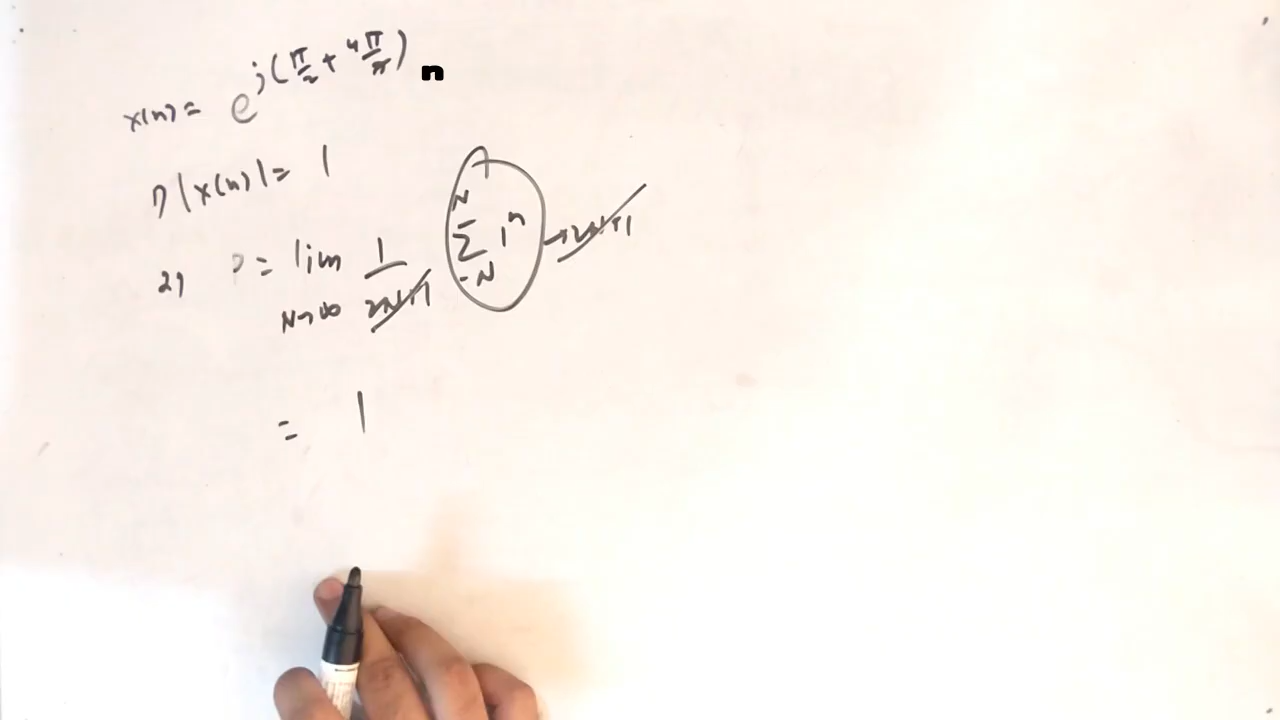 x(n) = e^{j(π/2 + 4π/π)} n
1) |x(n)| = 1
2) P = lim_{N→∞} 1/(2N+1) Σ_{-N}^{N} 1^n → 2N+1
= 1